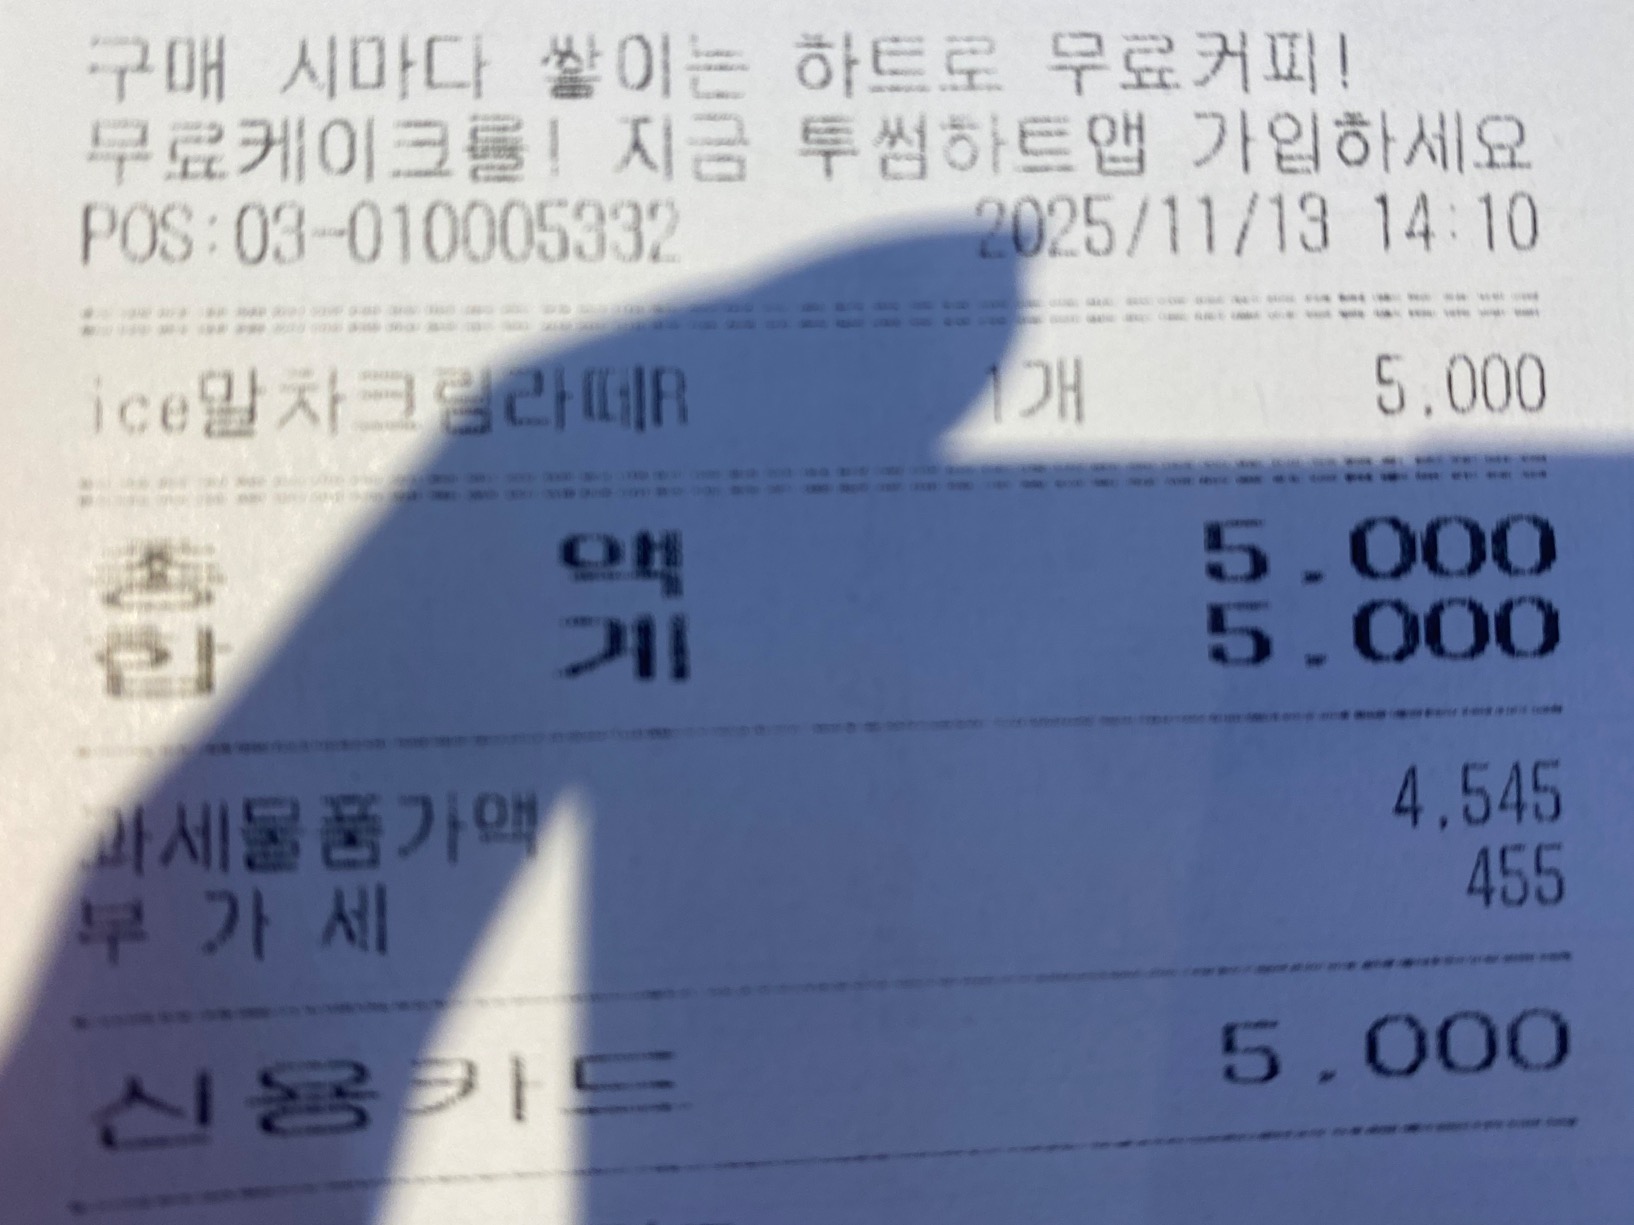 구매 시마다 쌓이는 하트로 무료커피!
무료케이크를! 지금 투썸하트앱 가입하세요
POS:03-010005332 2025/11/13 14:10
ice말차크림라떼R 1개 5,000
총 액 5,000
합 계 5,000
과세물품가액 4,545
부 가 세 455
신용카드 5,000